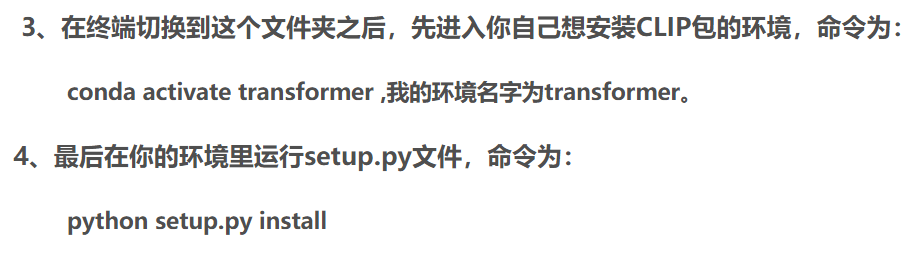 3、在终端切换到这个文件夹之后，先进入你自己想安装CLIP包的环境，命令为：
conda activate transformer ,我的环境名字为transformer。
4、最后在你的环境里运行setup.py文件，命令为：
python setup.py install